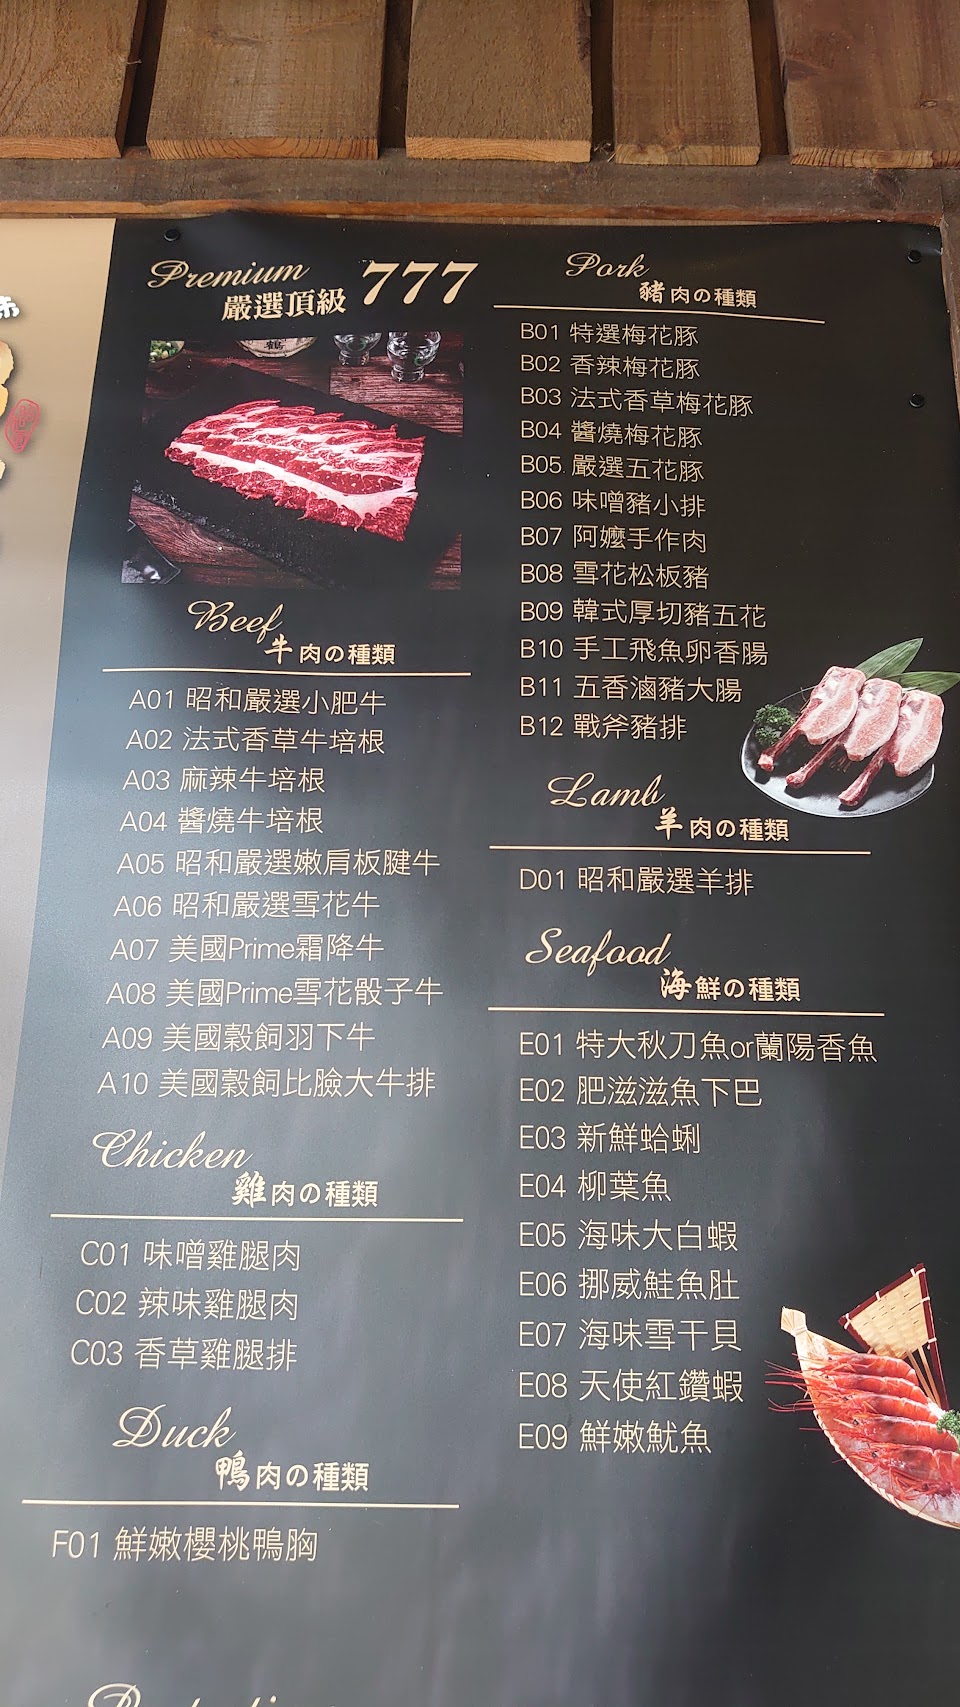 Premium
嚴選頂級 777
Beef
牛肉の種類
A01 昭和嚴選小肥牛
A02 法式香草牛培根
A03 麻辣牛培根
A04 醬燒牛培根
A05 昭和嚴選嫩肩板腱牛
A06 昭和嚴選雪花牛
A07 美國Prime霜降牛
A08 美國Prime雪花骰子牛
A09 美國穀飼羽下牛
A10 美國穀飼比臉大牛排
Chicken
雞肉の種類
C01 味噌雞腿肉
C02 辣味雞腿肉
C03 香草雞腿排
Duck
鴨肉の種類
F01 鮮嫩櫻桃鴨胸
Pork
豬肉の種類
B01 特選梅花豚
B02 香辣梅花豚
B03 法式香草梅花豚
B04 醬燒梅花豚
B05. 嚴選五花豚
B06 味噌豬小排
B07 阿嬤手作肉
B08 雪花松板豬
B09 韓式厚切豬五花
B10 手工飛魚卵香腸
B11 五香滷豬大腸
B12 戰斧豬排
Lamb
羊肉の種類
D01 昭和嚴選羊排
Seafood
海鮮の種類
E01 特大秋刀魚or蘭陽香魚
E02 肥滋滋魚下巴
E03 新鮮蛤蜊
E04 柳葉魚
E05 海味大白蝦
E06 挪威鮭魚肚
E07 海味雪干貝
E08 天使紅鑽蝦
E09 鮮嫩魷魚